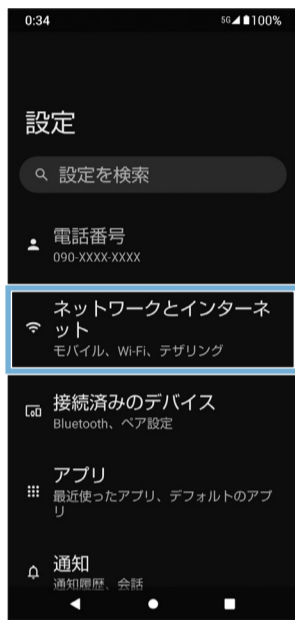 0:34
5G 100%
設定
設定を検索
電話番号
090-XXXX-XXXX
ネットワークとインターネ
ット
モバイル、Wi-Fi、テザリング
接続済みのデバイス
Bluetooth、ペア設定
アプリ
最近使ったアプリ、デフォルトのアプ
リ
通知
通知履歴、会話